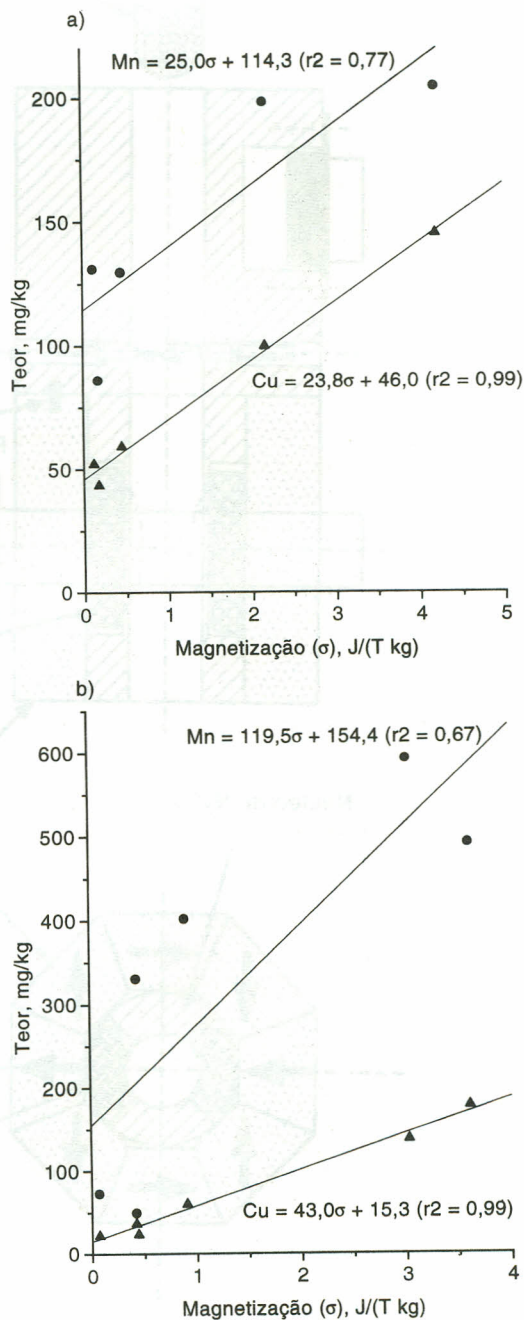 a)
Mn = 25,0σ + 114,3 (r2 = 0,77)
200
150
100
50
0
Teor, mg/kg
Cu = 23,8σ + 46,0 (r2 = 0,99)
0 1 2 3 4 5
Magnetização (σ), J/(T kg)
b)
Mn = 119,5σ + 154,4 (r2 = 0,67)
600
500
400
300
200
100
0
Teor, mg/kg
Cu = 43,0σ + 15,3 (r2 = 0,99)
0 1 2 3 4
Magnetização (σ), J/(T kg)